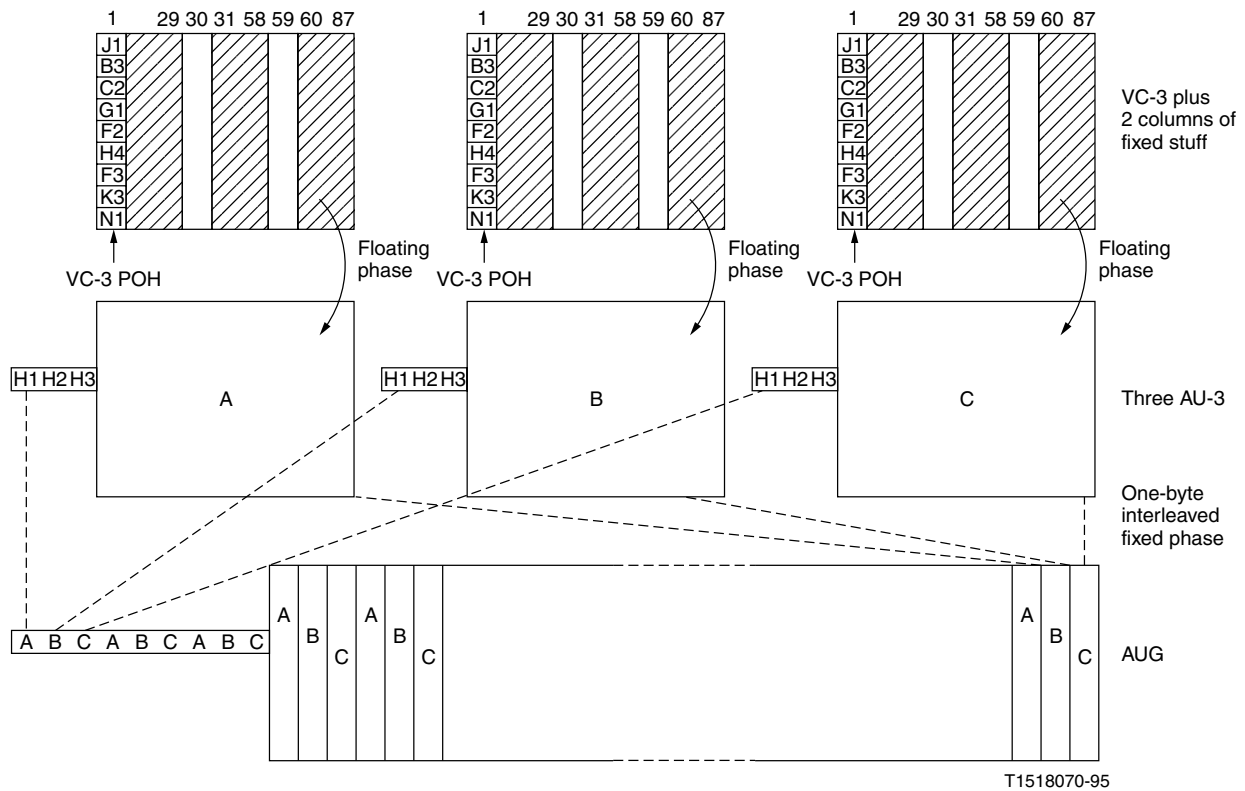 1 29 30 31 58 59 60 87 1 29 30 31 58 59 60 87 1 29 30 31 58 59 60 87
J1 J1 J1
B3 B3 B3
C2 C2 C2
G1 G1 G1
F2 F2 F2
H4 H4 H4
F3 F3 F3
K3 K3 K3
N1 N1 N1
VC-3 plus
2 columns of
fixed stuff
Floating
phase
Floating
phase
Floating
phase
VC-3 POH VC-3 POH VC-3 POH
H1 H2 H3 H1 H2 H3 H1 H2 H3
A B C Three AU-3
One-byte
interleaved
fixed phase
A A A
B B B
C C C
A B C A B C A B C
AUG
T1518070-95